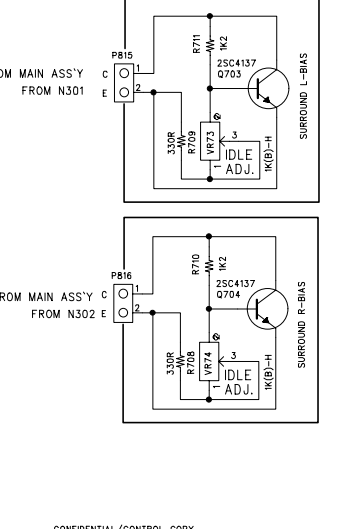 P815
OM MAIN ASS'Y C 1
FROM N301 E 2
R711
1K2
2SC4137
Q703
SURROUND L-BIAS
330R
R709
VR73
2
3
1
IDLE
ADJ.
1K(B)-H
P816
ROM MAIN ASS'Y C 1
FROM N302 E 2
R710
1K2
2SC4137
Q704
SURROUND R-BIAS
330R
R708
VR74
2
3
1
IDLE
ADJ.
1K(B)-H
CONFIDENTIAL/CONTROL COPY